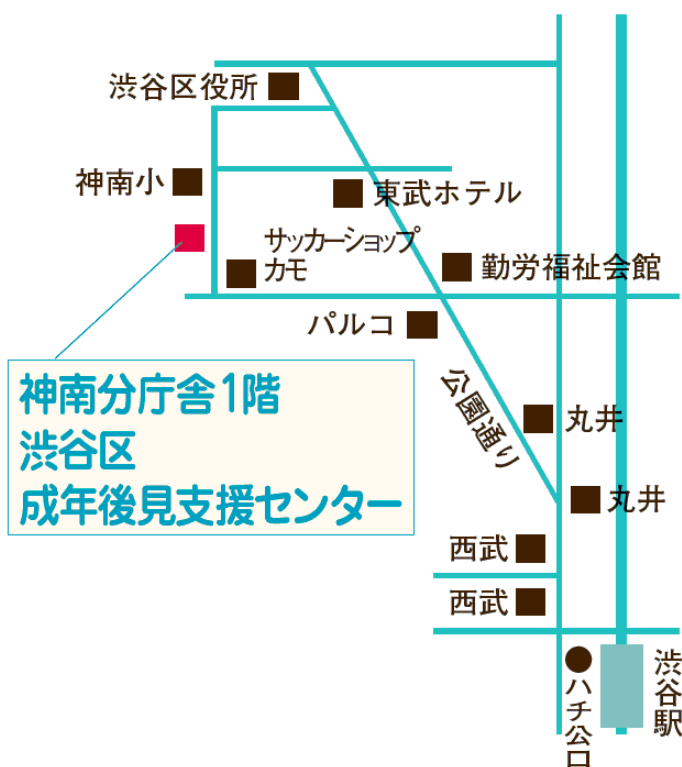 渋谷区役所
神南小
東武ホテル
サッカーショップ
カモ
勤労福祉会館
パルコ
神南分庁舎1階
渋谷区
成年後見支援センター
公園通り
丸井
丸井
西武
西武
ハチ公口
渋谷駅